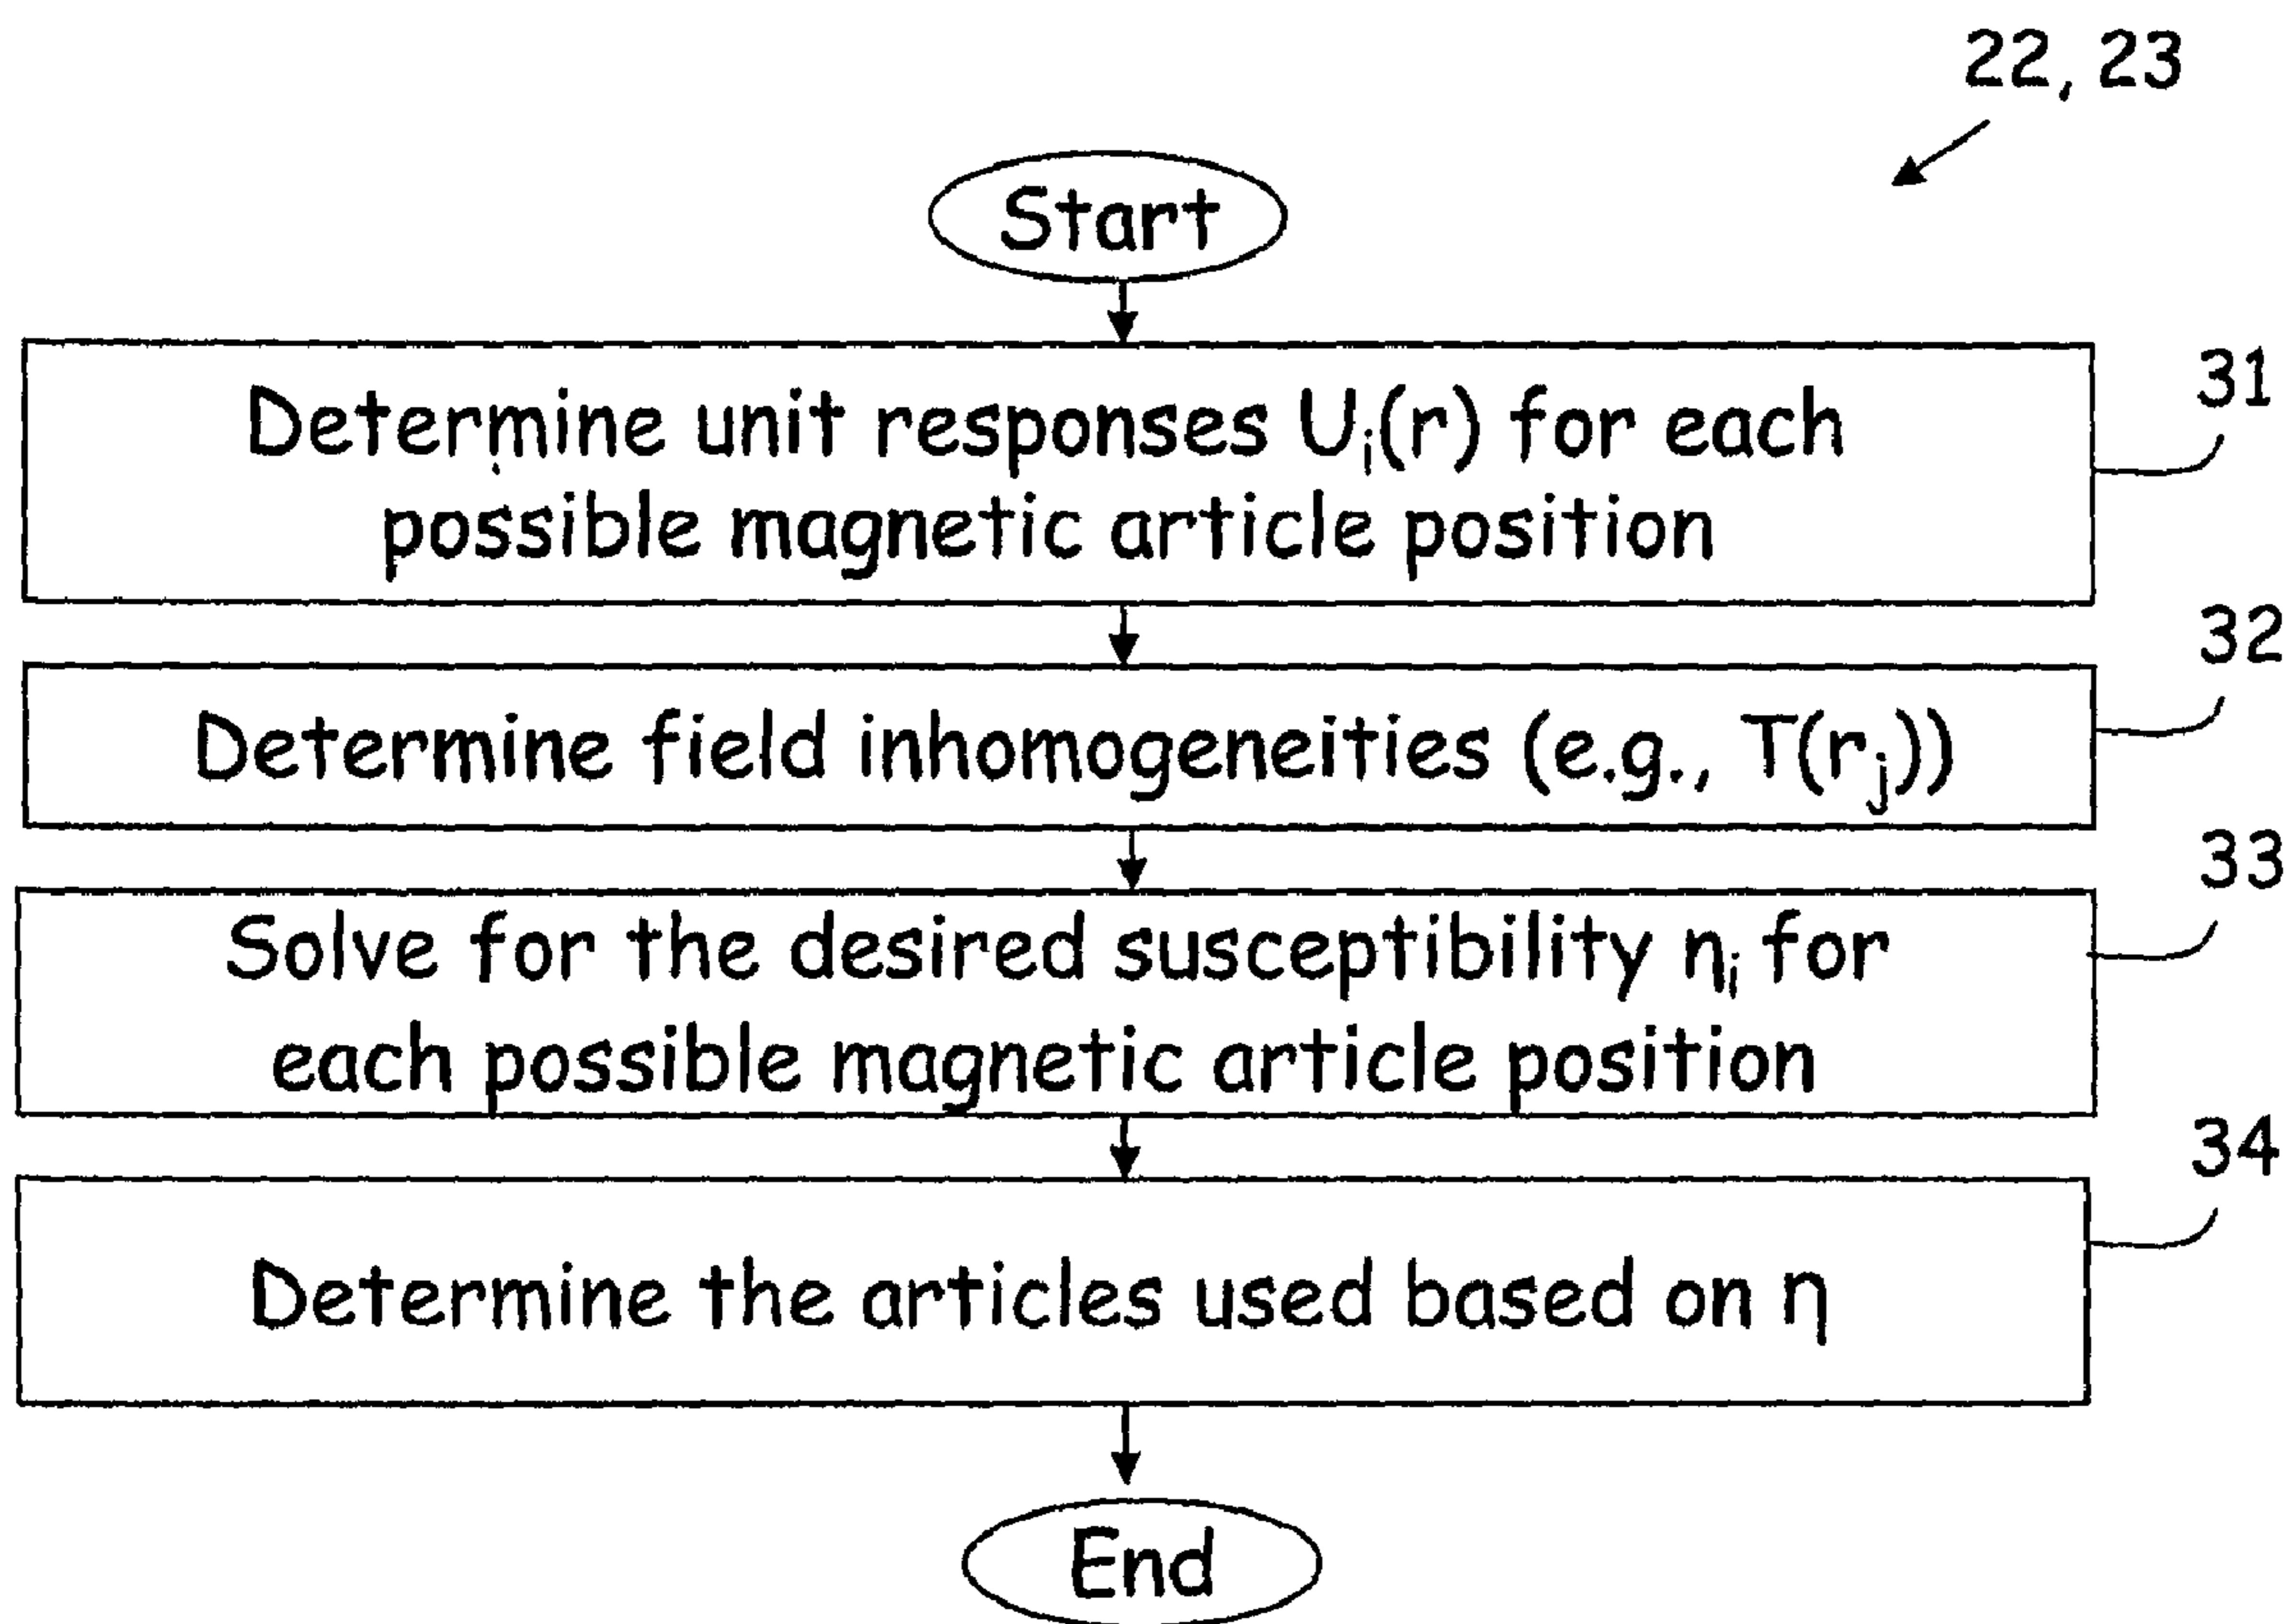 22, 23
Start
Determine unit responses Uᵢ(r) for each
possible magnetic article position
31
Determine field inhomogeneities (e.g., T(rⱼ))
32
Solve for the desired susceptibility ηᵢ for
each possible magnetic article position
33
Determine the articles used based on η
34
End